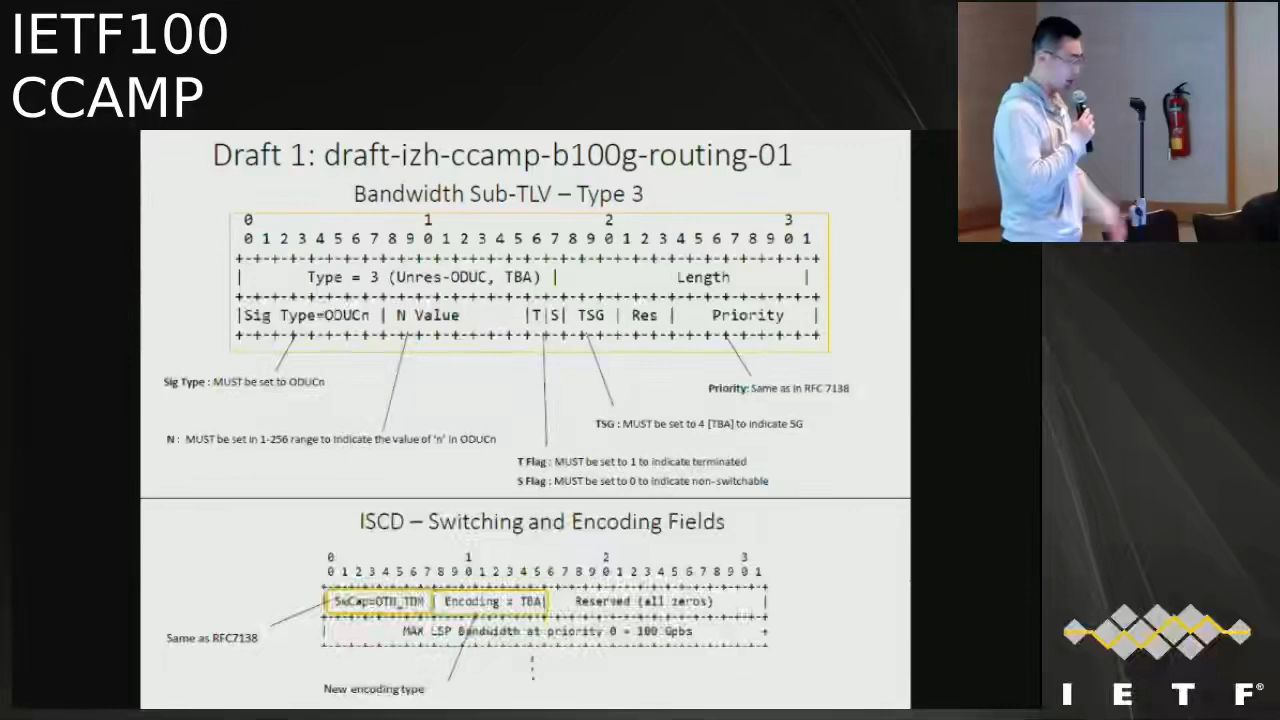 IETF100
CCAMP
Draft 1: draft-izh-ccamp-b100g-routing-01
Bandwidth Sub-TLV – Type 3
0 1 2 3
0 1 2 3 4 5 6 7 8 9 0 1 2 3 4 5 6 7 8 9 0 1 2 3 4 5 6 7 8 9 0 1
+-+-+-+-+-+-+-+-+-+-+-+-+-+-+-+-+-+-+-+-+-+-+-+-+-+-+-+-+-+-+-+-+
| Type = 3 (Unres-ODUC, TBA) | Length |
+-+-+-+-+-+-+-+-+-+-+-+-+-+-+-+-+-+-+-+-+-+-+-+-+-+-+-+-+-+-+-+-+
|Sig Type=ODUCn | N Value |T|S| TSG | Res | Priority |
+-+-+-+-+-+-+-+-+-+-+-+-+-+-+-+-+-+-+-+-+-+-+-+-+-+-+-+-+-+-+-+-+
Sig Type : MUST be set to ODUCn
Priority: Same as in RFC 7138
TSG : MUST be set to 4 [TBA] to indicate 5G
N : MUST be set in 1-256 range to indicate the value of 'n' in ODUCn
T Flag : MUST be set to 1 to indicate terminated
S Flag : MUST be set to 0 to indicate non-switchable
ISCD – Switching and Encoding Fields
0 1 2 3
0 1 2 3 4 5 6 7 8 9 0 1 2 3 4 5 6 7 8 9 0 1 2 3 4 5 6 7 8 9 0 1
+-+-+-+-+-+-+-+-+-+-+-+-+-+-+-+-+-+-+-+-+-+-+-+-+-+-+-+-+-+-+-+-+
| SwCap=OTN_TDM | Encoding = TBA| Reserved (all zeros) |
+-+-+-+-+-+-+-+-+-+-+-+-+-+-+-+-+-+-+-+-+-+-+-+-+-+-+-+-+-+-+-+-+
| MAX LSP Bandwidth at priority 0 = 100 Gpbs +
+-+-+-+-+-+-+-+-+-+-+-+-+-+-+-+-+-+-+-+-+-+-+-+-+-+-+-+-+-+-+-+-+
Same as RFC7138
New encoding type
I E T F®